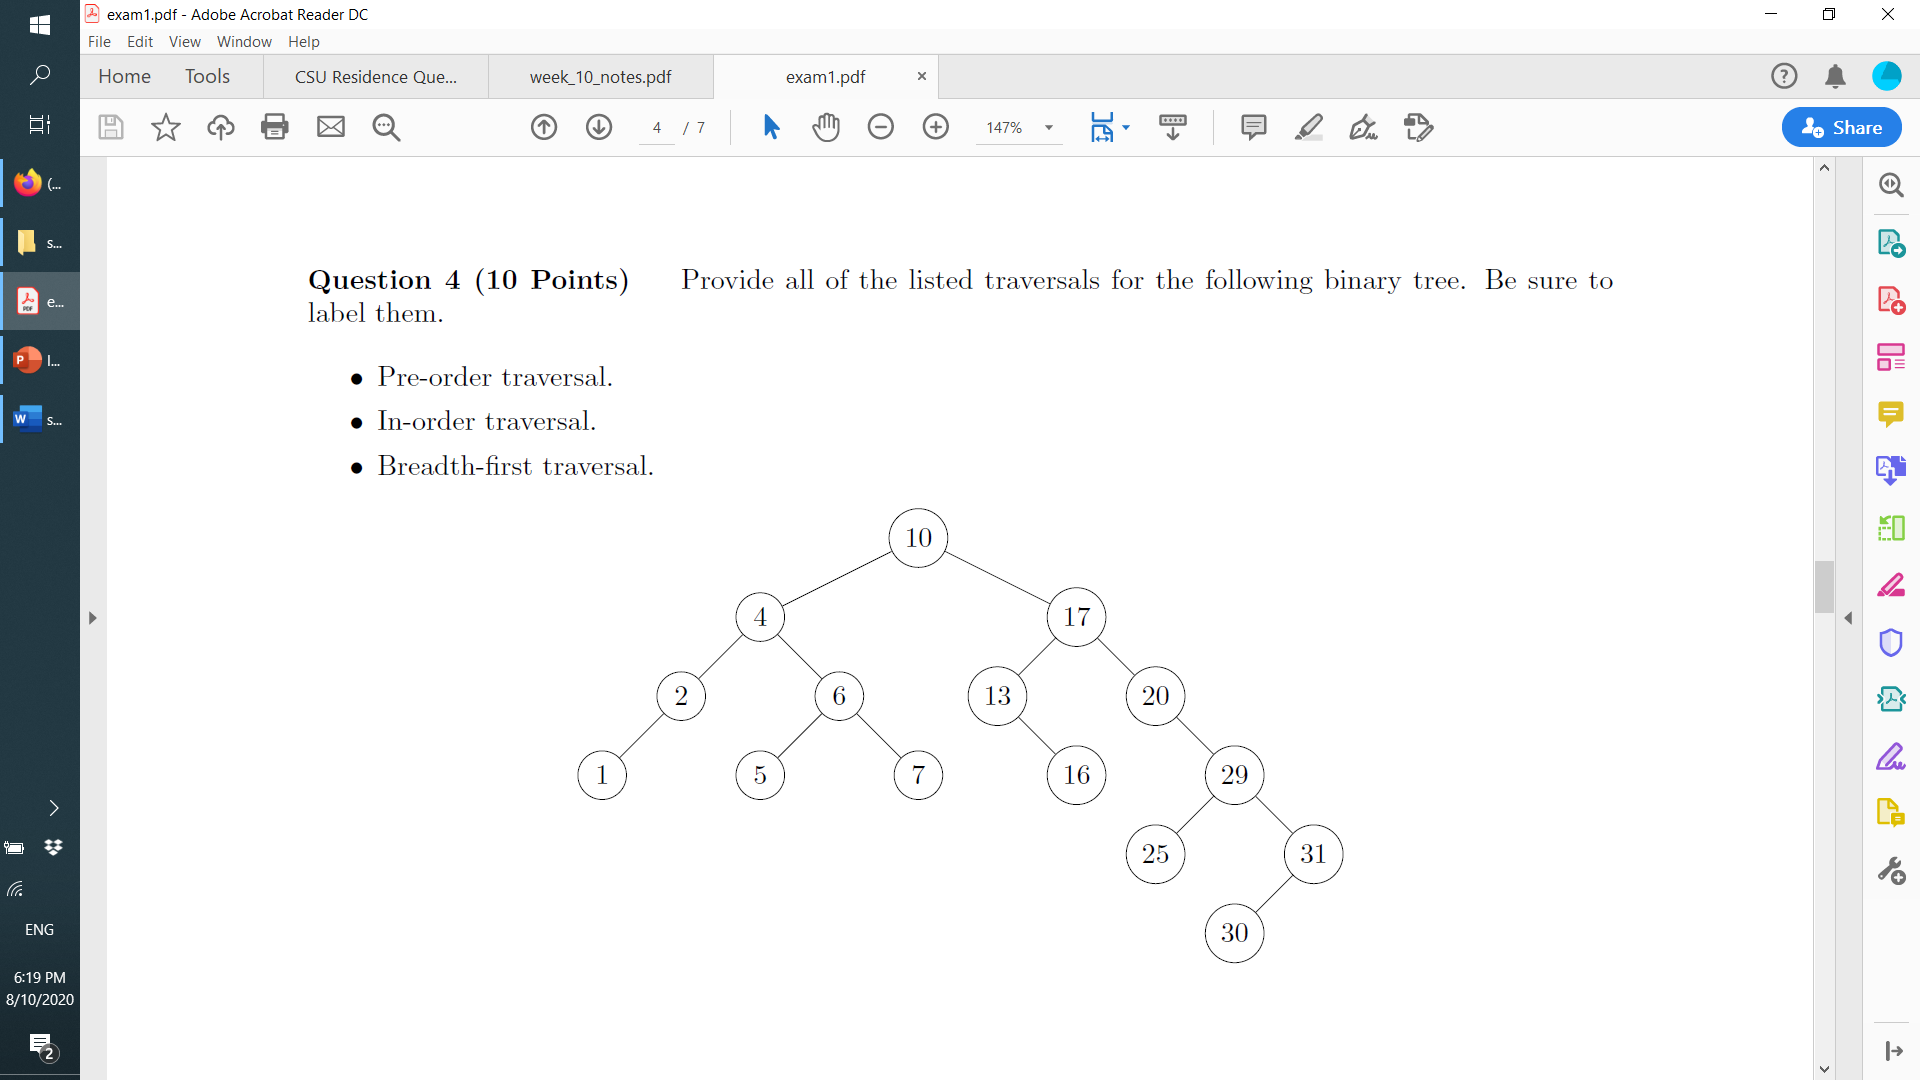 exam1.pdf - Adobe Acrobat Reader DC
File Edit View Window Help
Home Tools CSU Residence Que... week_10_notes.pdf exam1.pdf
4 / 7 147% Share
Question 4 (10 Points) Provide all of the listed traversals for the following binary tree. Be sure to
label them.
• Pre-order traversal.
• In-order traversal.
• Breadth-first traversal.
10
4 17
2 6 13 20
1 5 7 16 29
25 31
30
(...
s...
e...
l...
s...
ENG
6:19 PM
8/10/2020
2